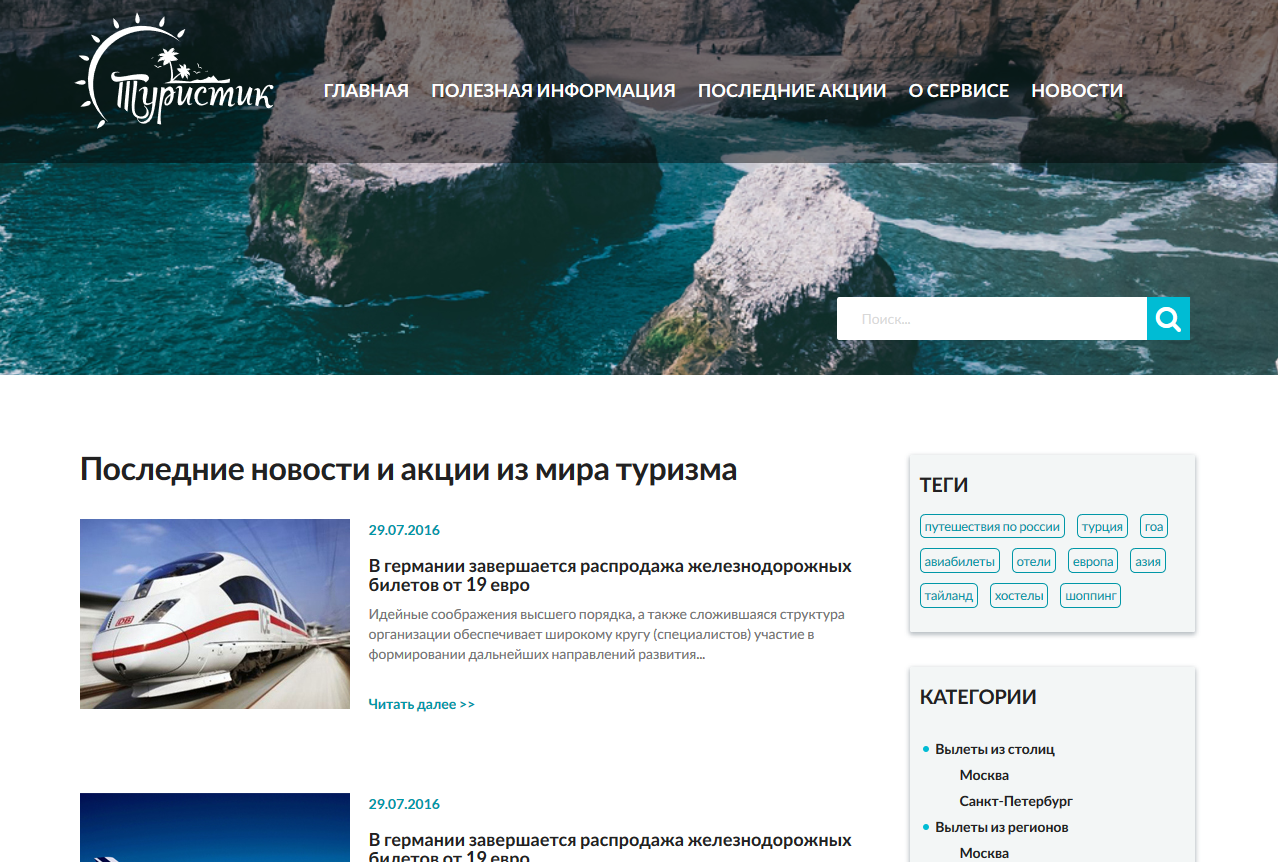 Туристик
ГЛАВНАЯ ПОЛЕЗНАЯ ИНФОРМАЦИЯ ПОСЛЕДНИЕ АКЦИИ О СЕРВИСЕ НОВОСТИ
Поиск...
Последние новости и акции из мира туризма
29.07.2016
В германии завершается распродажа железнодорожных
билетов от 19 евро
Идейные соображения высшего порядка, а также сложившаяся структура
организации обеспечивает широкому кругу (специалистов) участие в
формировании дальнейших направлений развития...
Читать далее >>
29.07.2016
В германии завершается распродажа железнодорожных
билетов от 19 евро
ТЕГИ
путешествия по россии турция гоа
авиабилеты отели европа азия
тайланд хостелы шоппинг
КАТЕГОРИИ
Вылеты из столиц
Москва
Санкт-Петербург
Вылеты из регионов
Москва